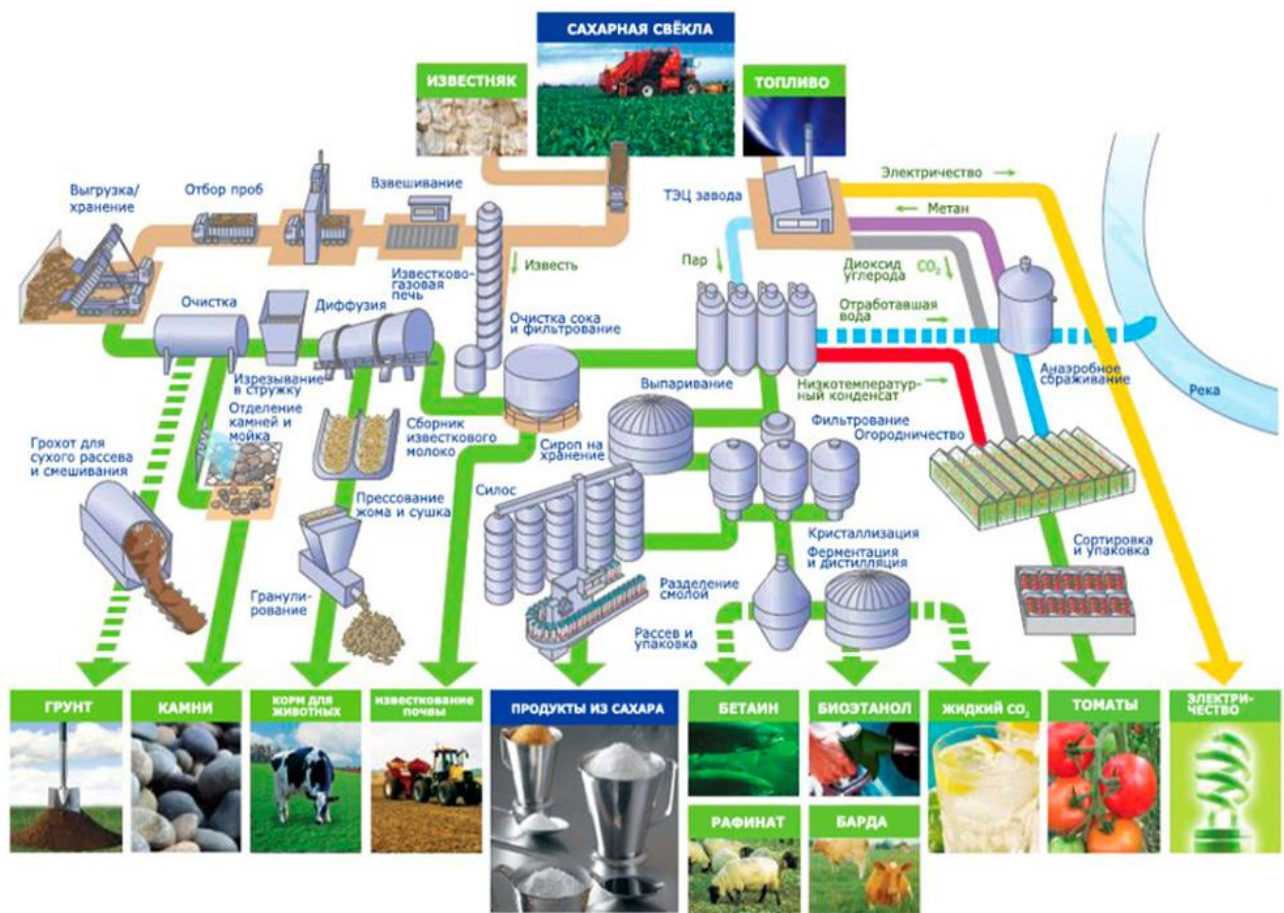 САХАРНАЯ СВЁКЛА
ИЗВЕСТНЯК
ТОПЛИВО
Выгрузка/
хранение
Отбор проб
Взвешивание
ТЭЦ завода
Электричество
Метан
Известково-
газовая
печь
Известь
Пар
Диоксид
углерода
CO₂
Очистка
Диффузия
Очистка сока
и фильтрование
Отработавшая
вода
Изрезывание
в стружку
Выпаривание
Низкотемператур-
ный конденсат
Анаэробное
сбраживание
Река
Отделение
камней и
мойка
Сборник
известкового
молоко
Сироп на
хранение
Фильтрование
Огородничество
Грохот для
сухого рассева
и смешивания
Силос
Прессование
жома и сушка
Кристаллизация
Ферментация
и дистилляция
Сортировка
и упаковка
Гранули-
рование
Разделение
смолой
Рассев и
упаковка
ГРУНТ
КАМНИ
КОРМ ДЛЯ
ЖИВОТНЫХ
известкование
почвы
ПРОДУКТЫ ИЗ САХАРА
БЕТАИН
БИОЭТАНОЛ
ЖИДКИЙ CO₂
ТОМАТЫ
ЭЛЕКТРИ-
ЧЕСТВО
РАФИНАТ
БАРДА